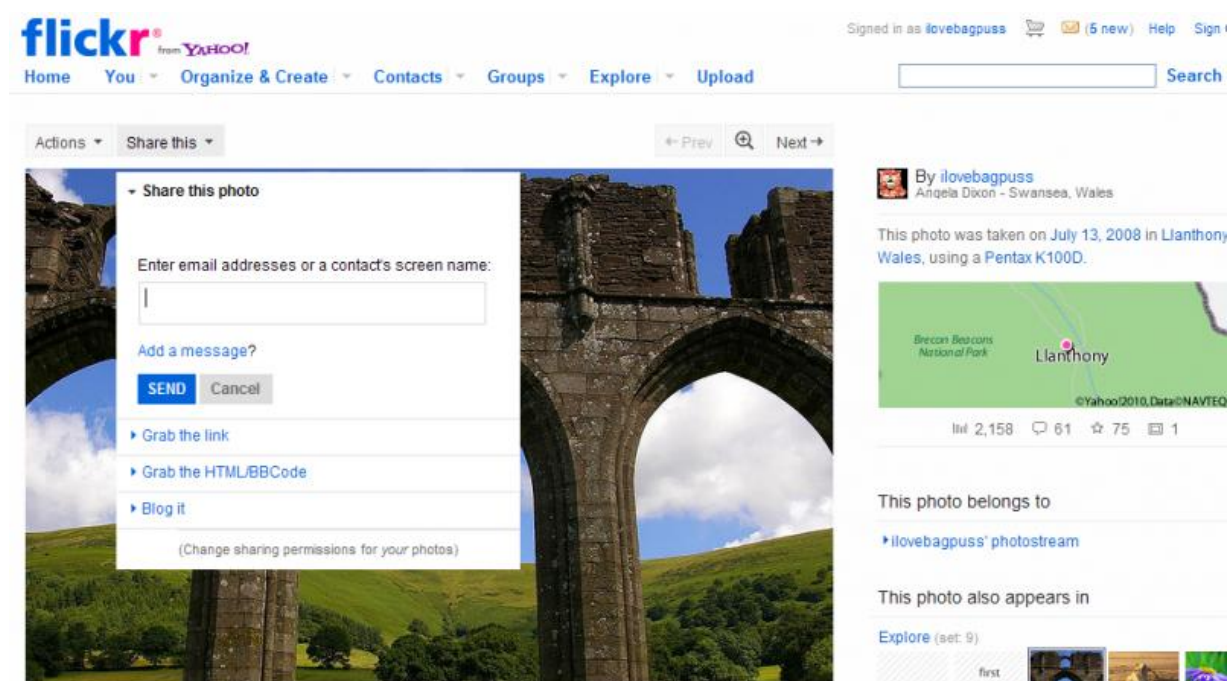 flickr® from YAHOO!
Signed in as ilovebagpuss (5 new) Help Sign
Home You Organize & Create Contacts Groups Explore Upload
Search
Actions Share this
← Prev Next →
Share this photo
Enter email addresses or a contact's screen name:
Add a message?
SEND Cancel
Grab the link
Grab the HTML/BBCode
Blog it
(Change sharing permissions for your photos)
By ilovebagpuss
Angela Dixon - Swansea, Wales
This photo was taken on July 13, 2008 in Llanthony
Wales, using a Pentax K100D.
Brecon Beacons
National Park
Llanthony
©Yahoo!2010, Data©NAVTEQ
2,158 61 75 1
This photo belongs to
ilovebagpuss' photostream
This photo also appears in
Explore (set: 9)
first